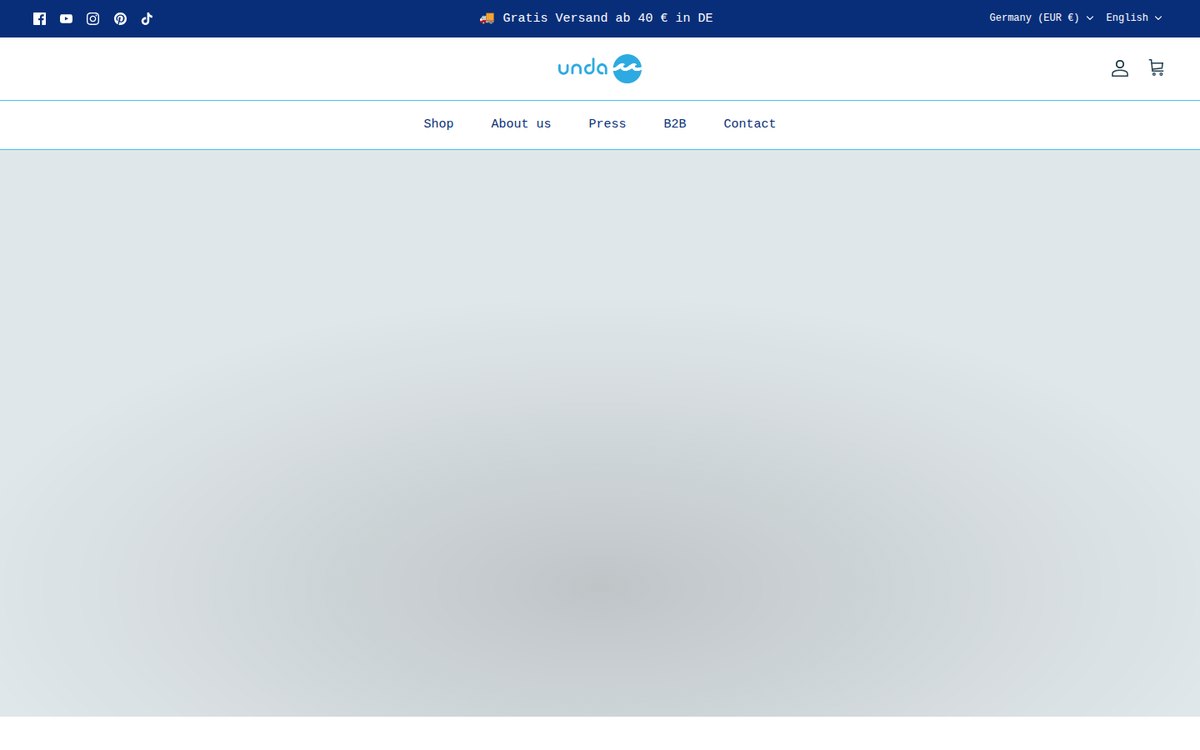 🚚 Gratis Versand ab 40 € in DE
Germany (EUR €)
English
unda
Shop
About us
Press
B2B
Contact